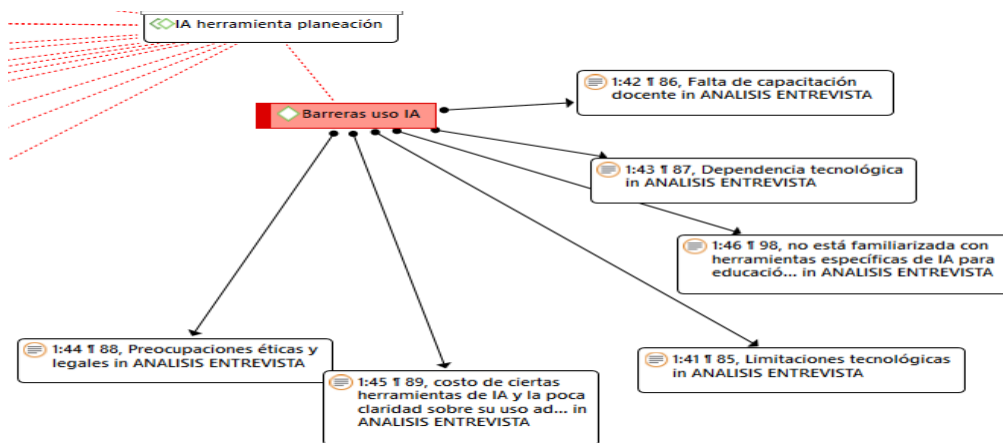 IA herramienta planeación
Barreras uso IA
1:42 ¶ 86, Falta de capacitación
docente in ANALISIS ENTREVISTA
1:43 ¶ 87, Dependencia tecnológica
in ANALISIS ENTREVISTA
1:46 ¶ 98, no está familiarizada con
herramientas específicas de IA para
educació... in ANALISIS ENTREVISTA
1:44 ¶ 88, Preocupaciones éticas y
legales in ANALISIS ENTREVISTA
1:45 ¶ 89, costo de ciertas
herramientas de IA y la poca
claridad sobre su uso ad... in
ANALISIS ENTREVISTA
1:41 ¶ 85, Limitaciones tecnológicas
in ANALISIS ENTREVISTA